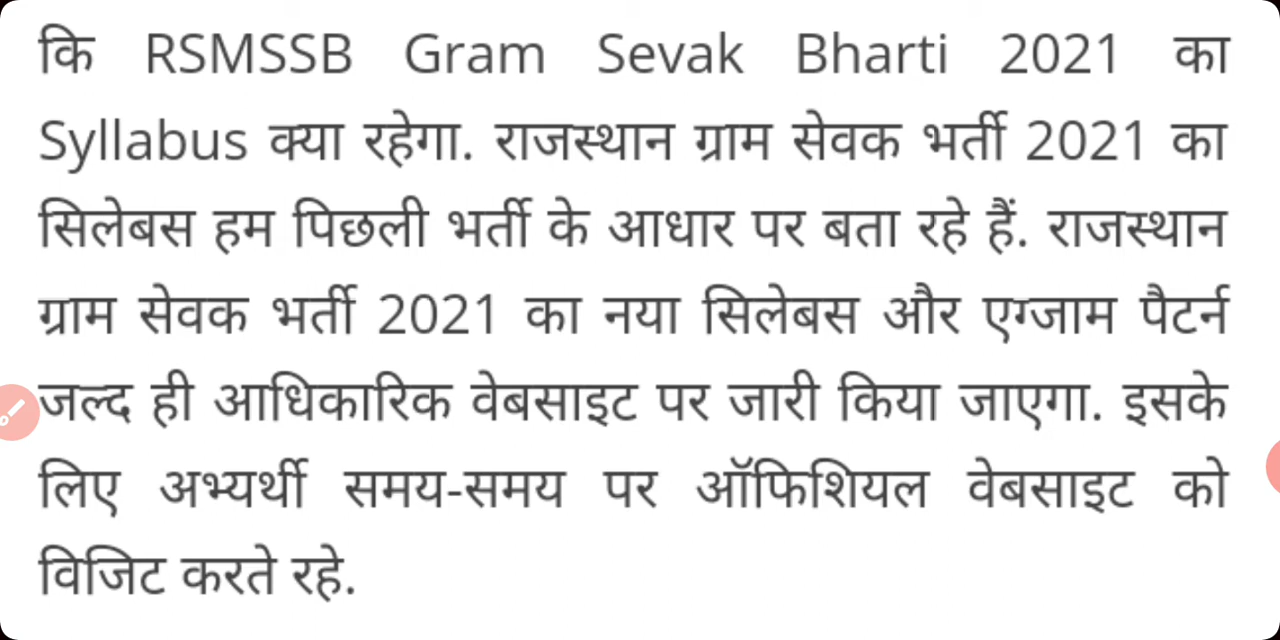 कि RSMSSB Gram Sevak Bharti 2021 का
Syllabus क्या रहेगा. राजस्थान ग्राम सेवक भर्ती 2021 का
सिलेबस हम पिछली भर्ती के आधार पर बता रहे हैं. राजस्थान
ग्राम सेवक भर्ती 2021 का नया सिलेबस और एग्जाम पैटर्न
जल्द ही आधिकारिक वेबसाइट पर जारी किया जाएगा. इसके
लिए अभ्यर्थी समय-समय पर ऑफिशियल वेबसाइट को
विजिट करते रहे.